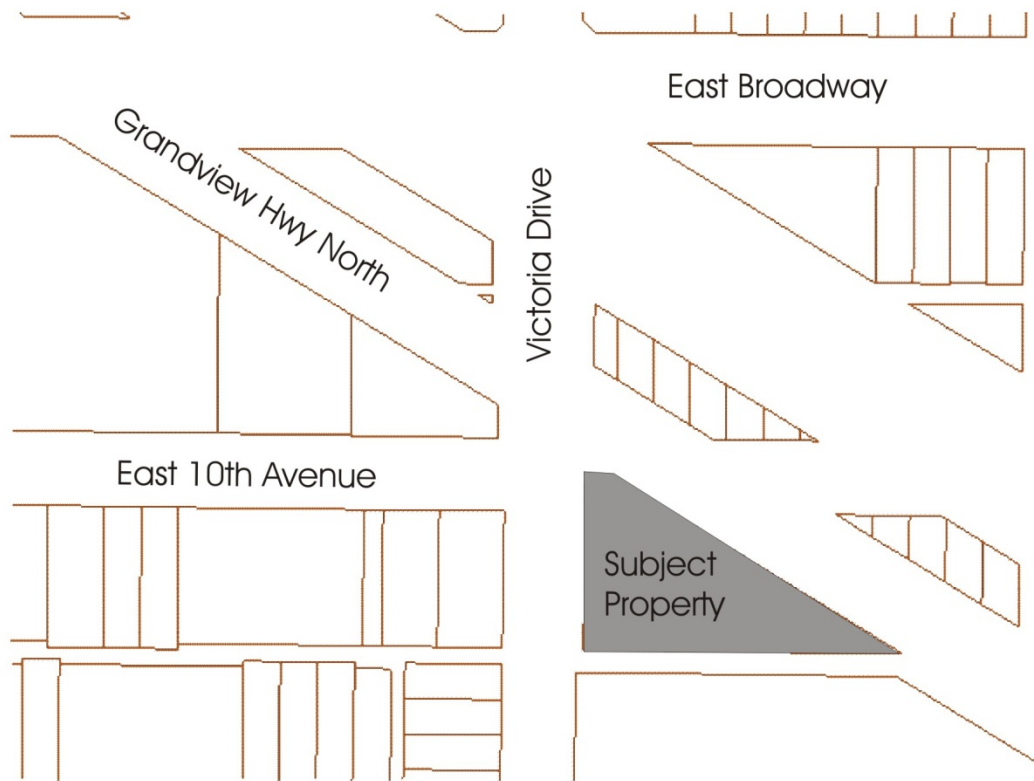 East Broadway
Grandview Hwy North
Victoria Drive
East 10th Avenue
Subject
Property